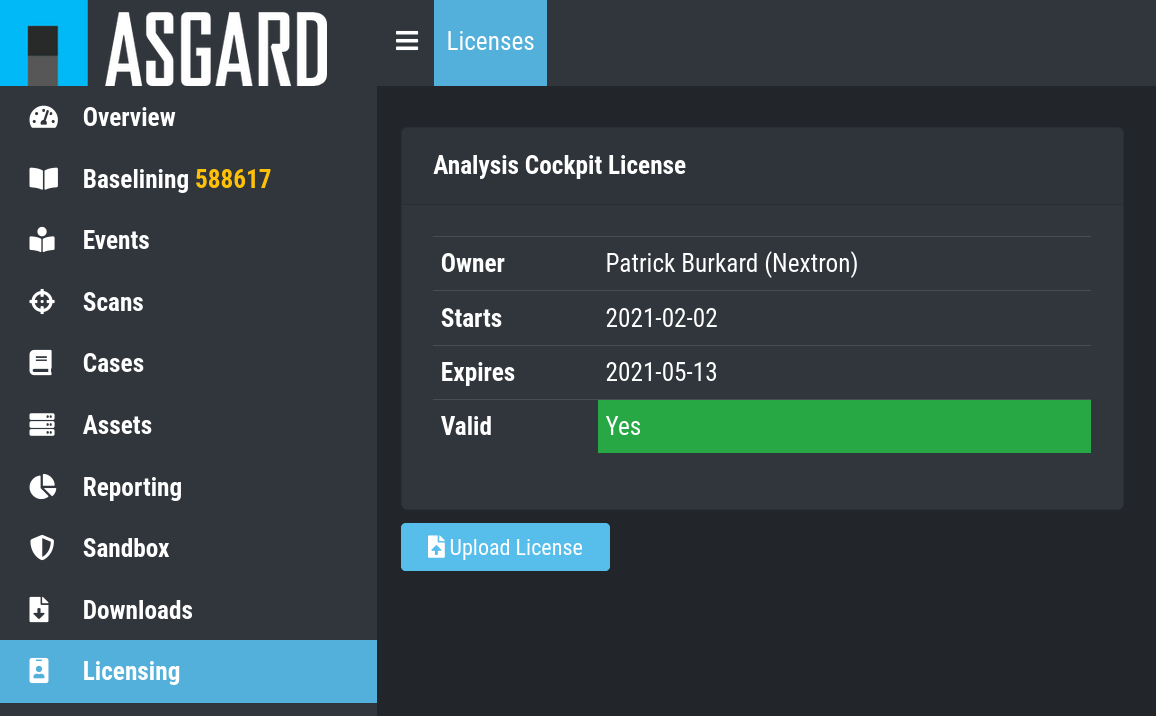 ASGARD
Licenses
Overview
Baselining 588617
Events
Scans
Cases
Assets
Reporting
Sandbox
Downloads
Licensing
Analysis Cockpit License
Owner Patrick Burkard (Nextron)
Starts 2021-02-02
Expires 2021-05-13
Valid Yes
Upload License